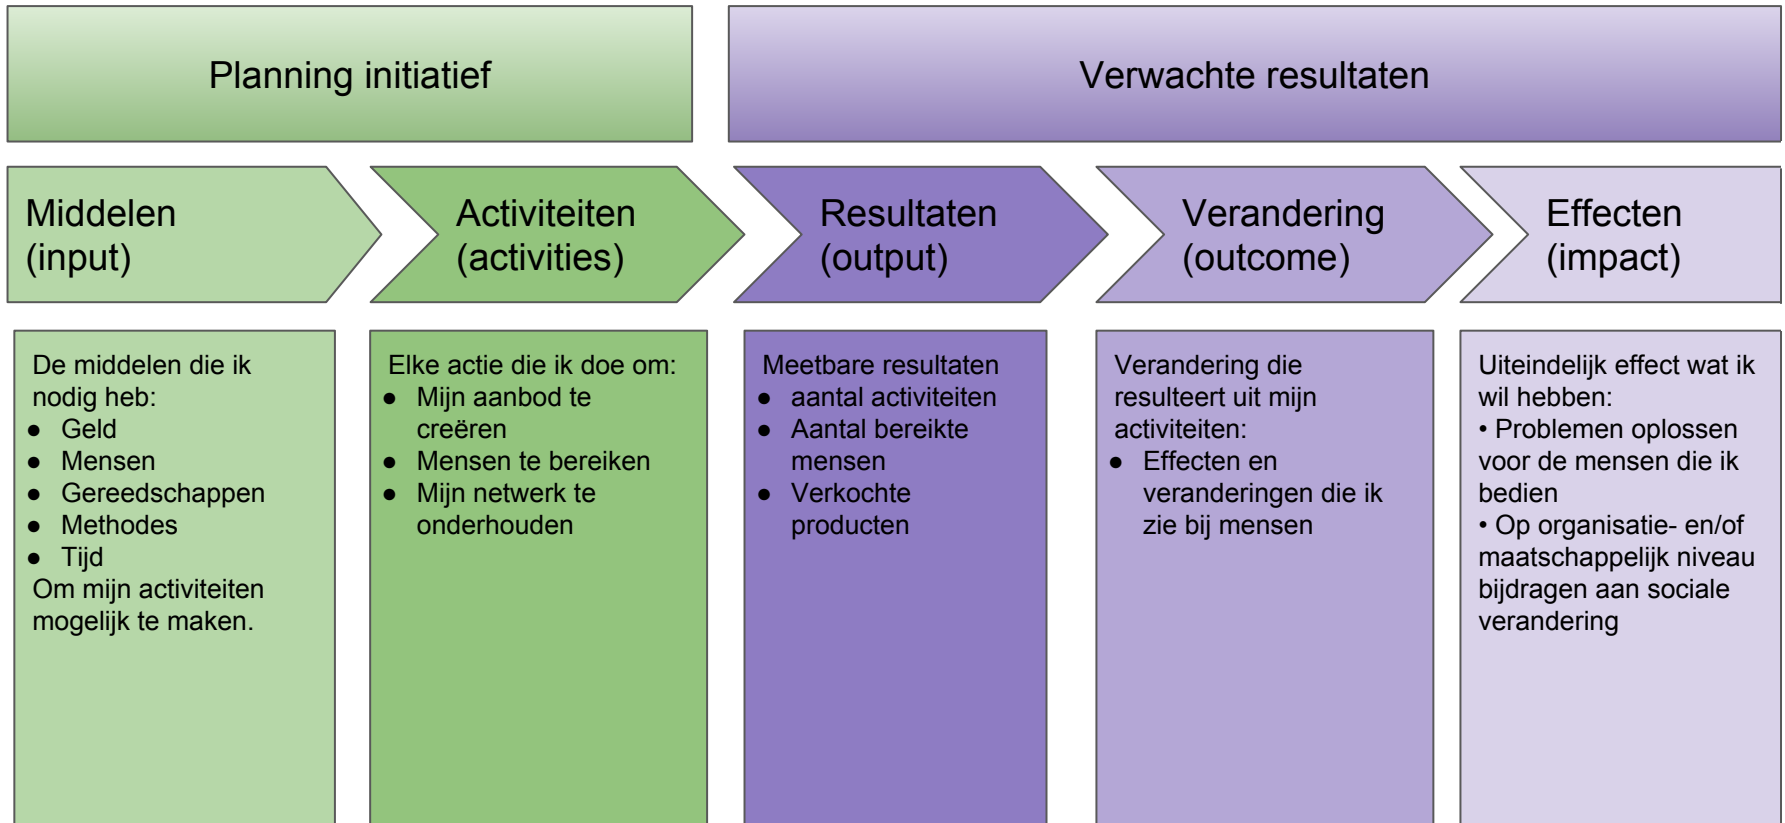 Planning initiatief
Verwachte resultaten
Middelen
(input)
Activiteiten
(activities)
Resultaten
(output)
Verandering
(outcome)
Effecten
(impact)
De middelen die ik
nodig heb:
● Geld
● Mensen
● Gereedschappen
● Methodes
● Tijd
Om mijn activiteiten
mogelijk te maken.
Elke actie die ik doe om:
● Mijn aanbod te
creëren
● Mensen te bereiken
● Mijn netwerk te
onderhouden
Meetbare resultaten
● aantal activiteiten
● Aantal bereikte
mensen
● Verkochte
producten
Verandering die
resulteert uit mijn
activiteiten:
● Effecten en
veranderingen die ik
zie bij mensen
Uiteindelijk effect wat ik
wil hebben:
• Problemen oplossen
voor de mensen die ik
bedien
• Op organisatie- en/of
maatschappelijk niveau
bijdragen aan sociale
verandering